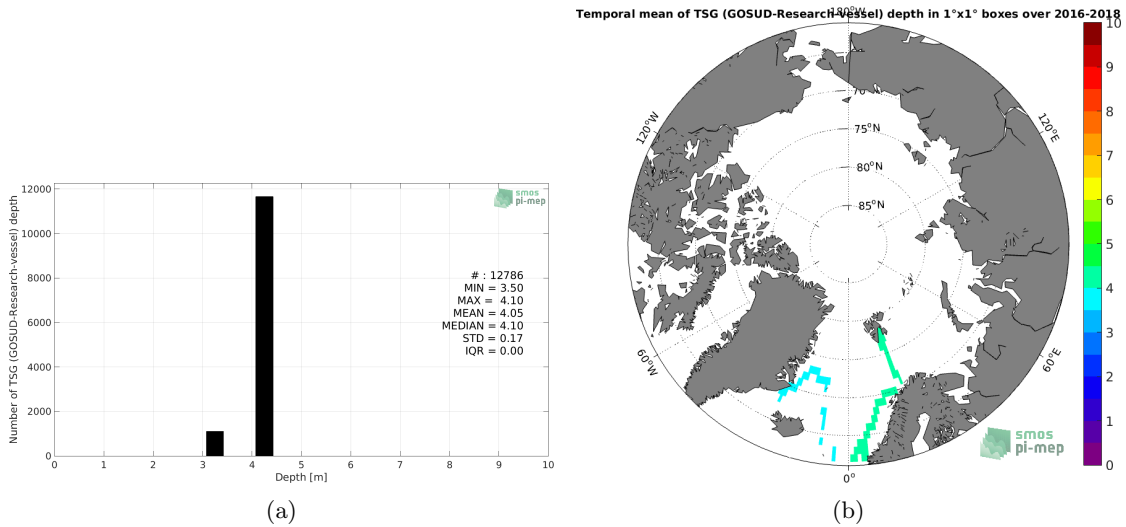 12000
10000
8000
6000
4000
2000
0
Number of TSG (GOSUD-Research-vessel) depth
smos
pi-mep
# : 12786
MIN = 3.50
MAX = 4.10
MEAN = 4.05
MEDIAN = 4.10
STD = 0.17
IQR = 0.00
0 1 2 3 4 5 6 7 8 9 10
Depth [m]
(a)
Temporal mean of TSG (GOSUD-Research-vessel) depth in 1°x1° boxes over 2016-2018
180°W
120°W
120°E
75°N
80°N
85°N
60°W
60°E
0°
smos
pi-mep
10
9
8
7
6
5
4
3
2
1
0
(b)